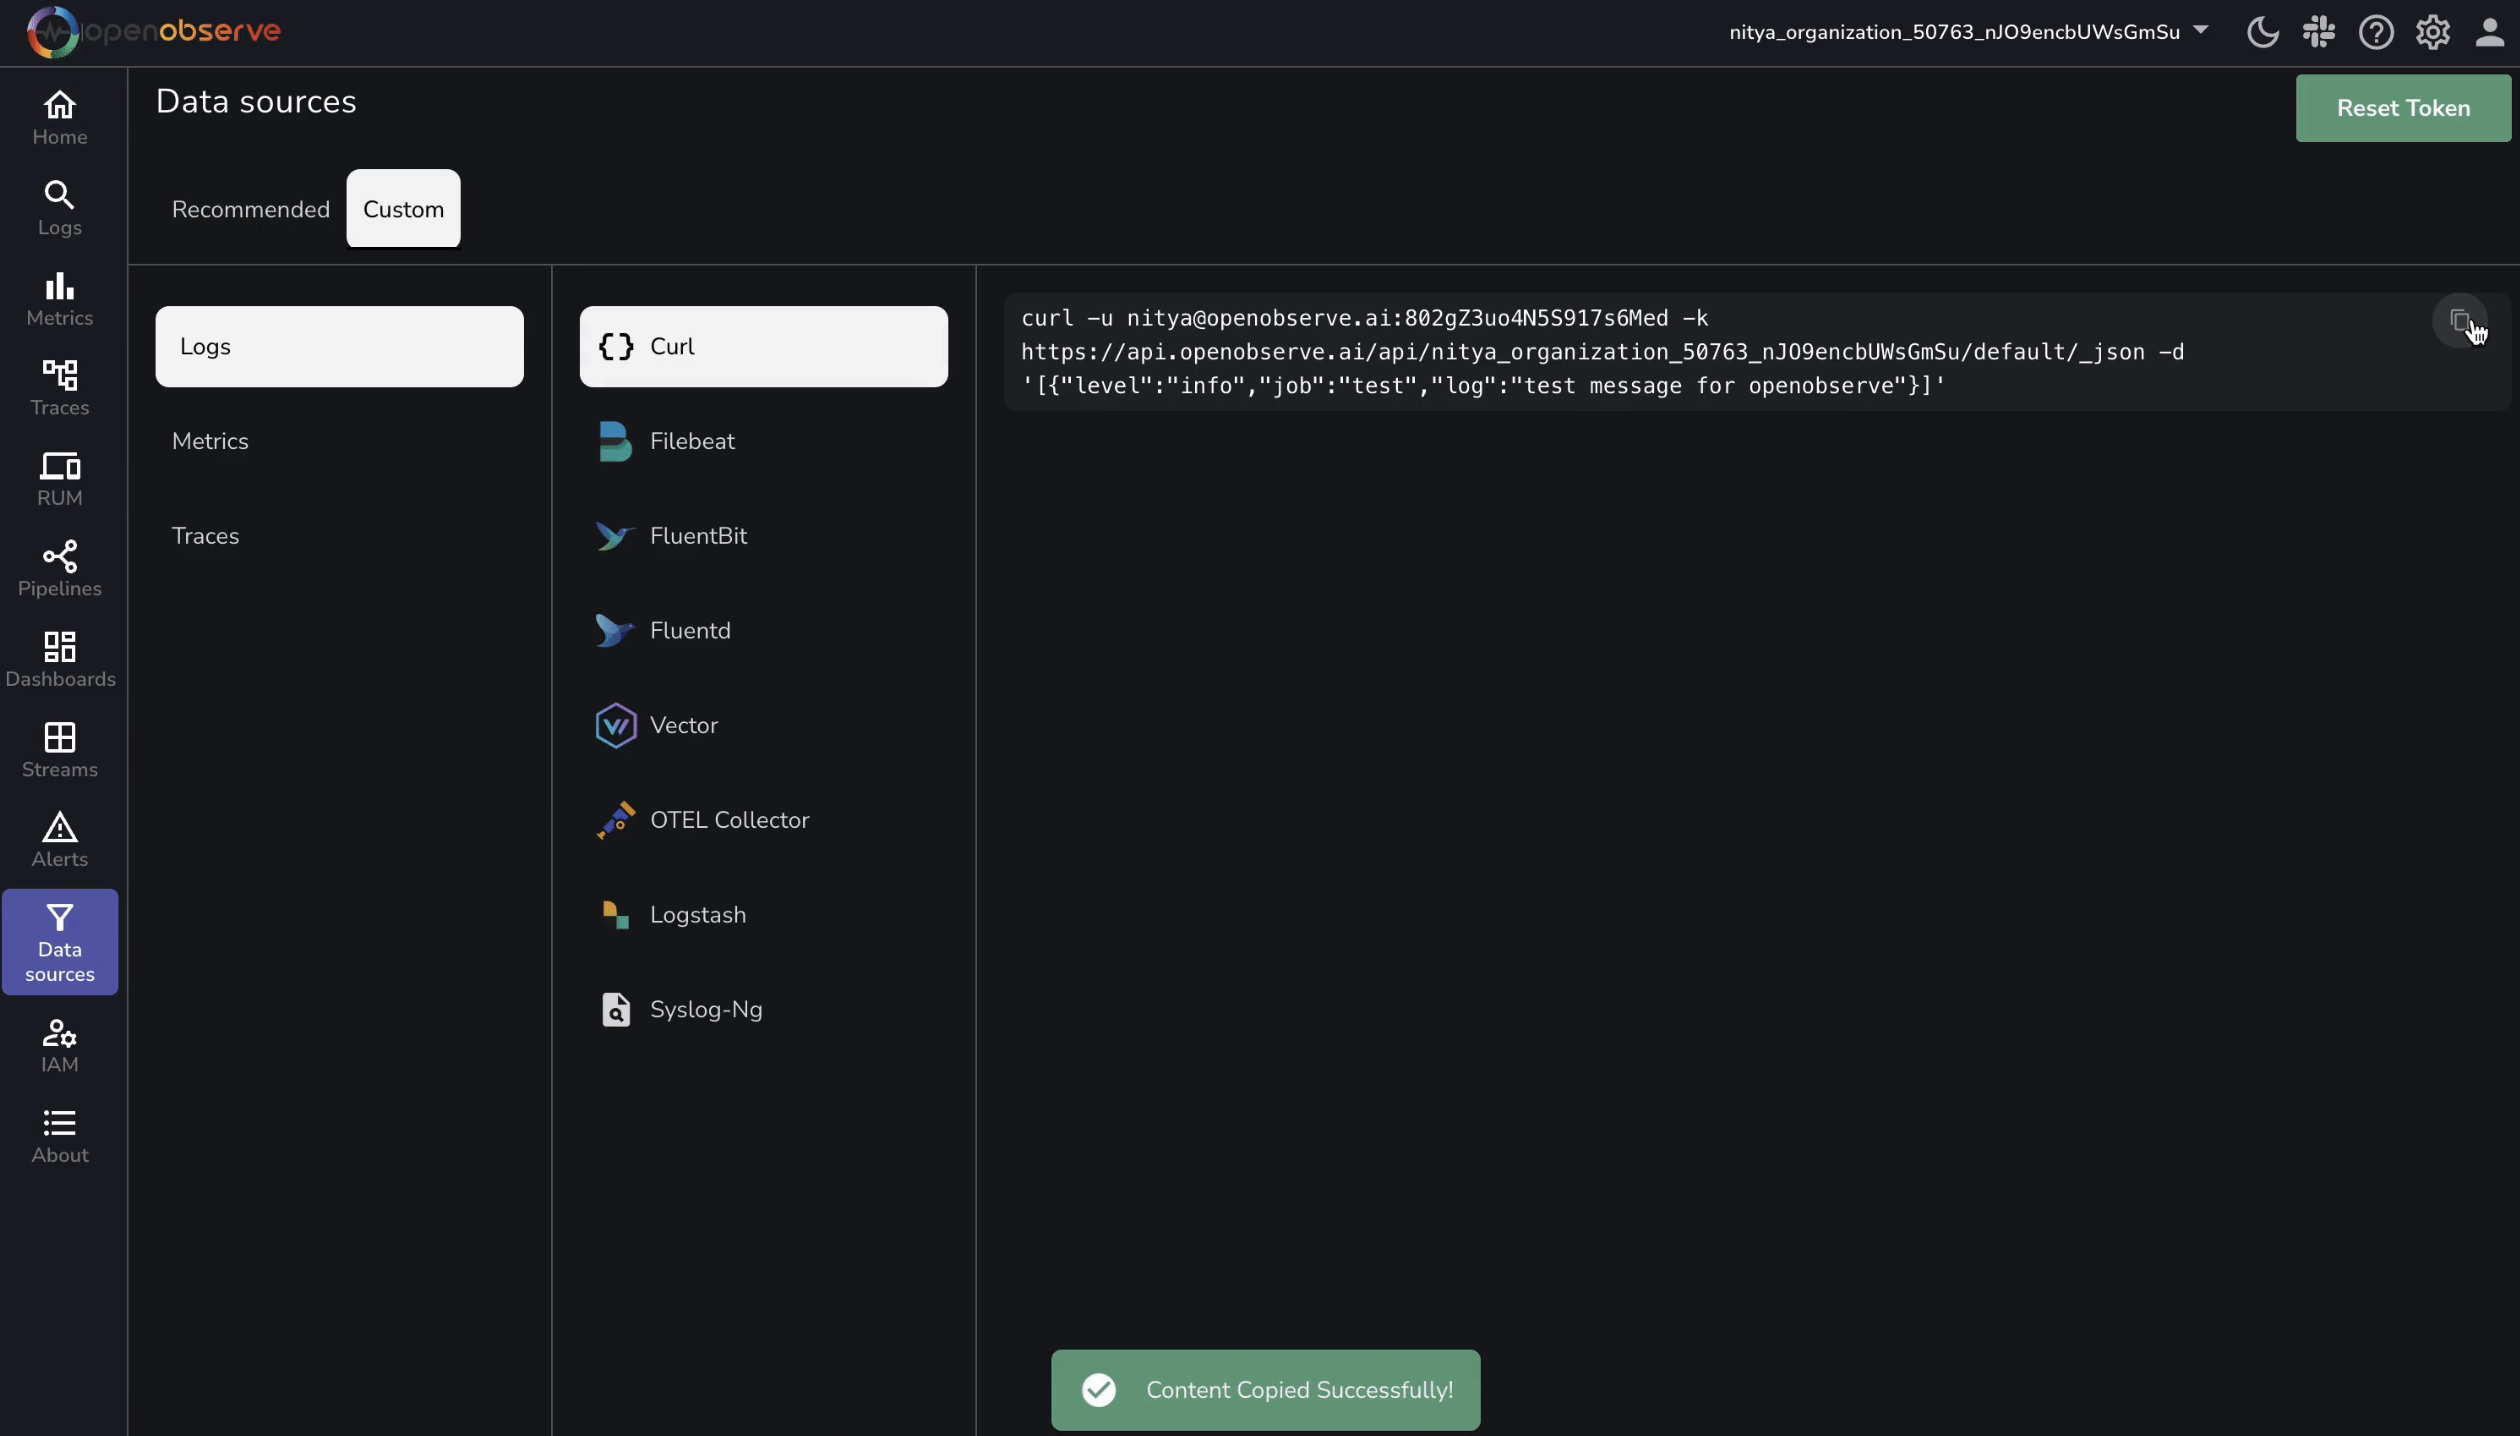 openobserve
nitya_organization_50763_nJO9encbUWsGmSu
Home
Logs
Metrics
Traces
RUM
Pipelines
Dashboards
Streams
Alerts
Data
sources
IAM
About
Data sources
Reset Token
Recommended
Custom
Logs
Metrics
Traces
Curl
Filebeat
FluentBit
Fluentd
Vector
OTEL Collector
Logstash
Syslog-Ng
curl -u nitya@openobserve.ai:802gZ3uo4N5S917s6Med -k
https://api.openobserve.ai/api/nitya_organization_50763_nJO9encbUWsGmSu/default/_json -d
'[{"level":"info","job":"test","log":"test message for openobserve"}]'
Content Copied Successfully!